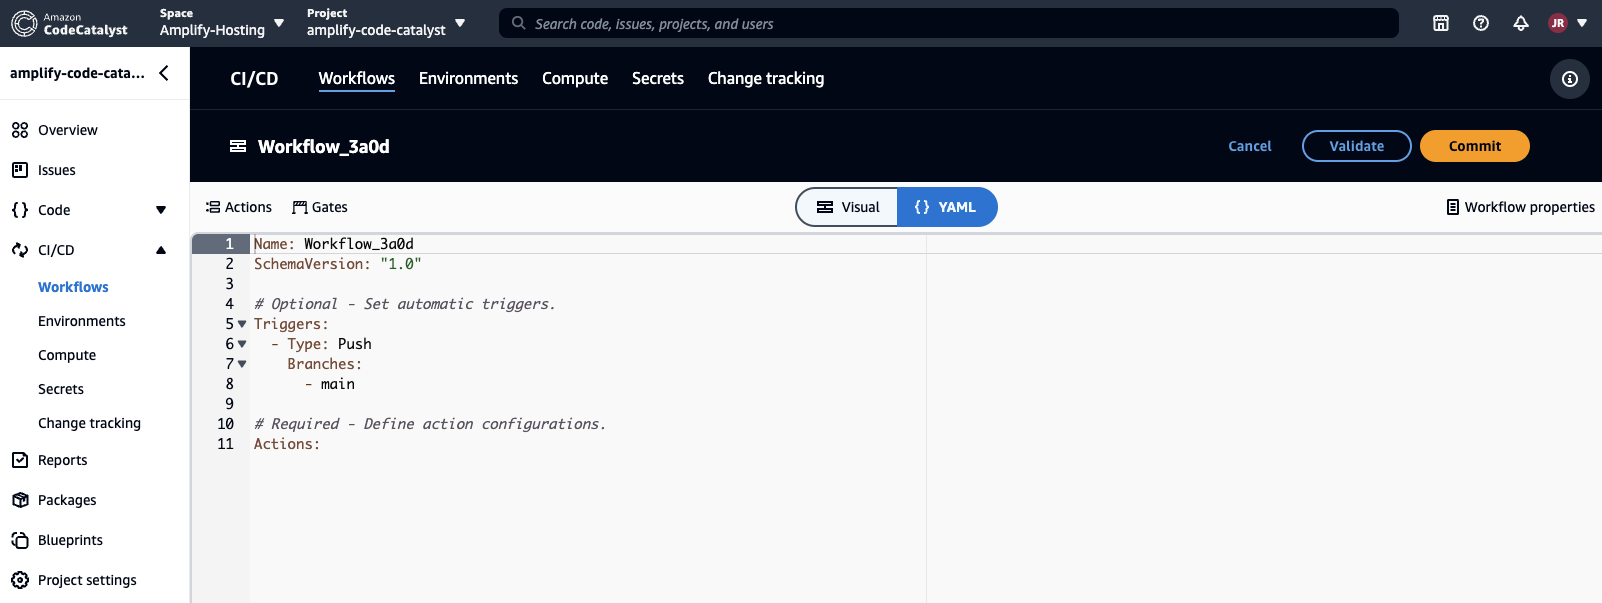 Amazon
CodeCatalyst
Space
Amplify-Hosting
Project
amplify-code-catalyst
Search code, issues, projects, and users
JR
amplify-code-cata...
CI/CD
Workflows
Environments
Compute
Secrets
Change tracking
Overview
Issues
Code
CI/CD
Workflows
Environments
Compute
Secrets
Change tracking
Reports
Packages
Blueprints
Project settings
Workflow_3a0d
Cancel
Validate
Commit
Actions
Gates
Visual
{} YAML
Workflow properties
1 Name: Workflow_3a0d
2 SchemaVersion: "1.0"
3
4 # Optional - Set automatic triggers.
5 Triggers:
6 - Type: Push
7 Branches:
8 - main
9
10 # Required - Define action configurations.
11 Actions: